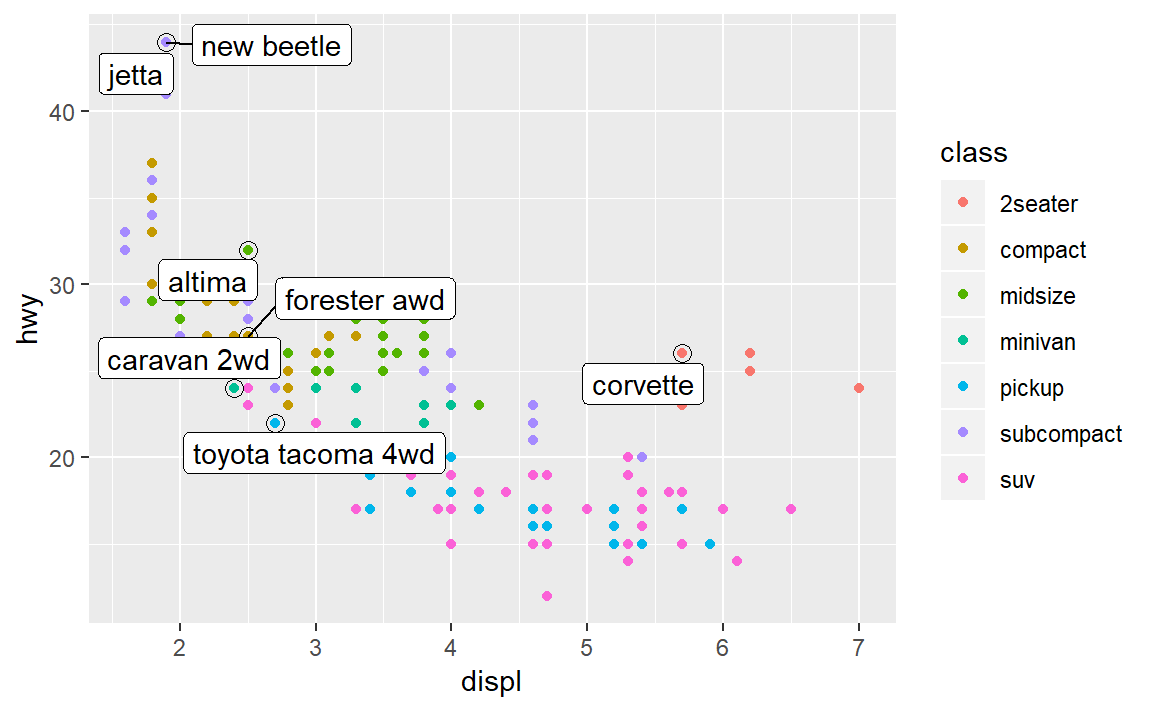 new beetle
jetta
altima
forester awd
caravan 2wd
corvette
toyota tacoma 4wd
40
30
20
hwy
2
3
4
5
6
7
displ
class
2seater
compact
midsize
minivan
pickup
subcompact
suv